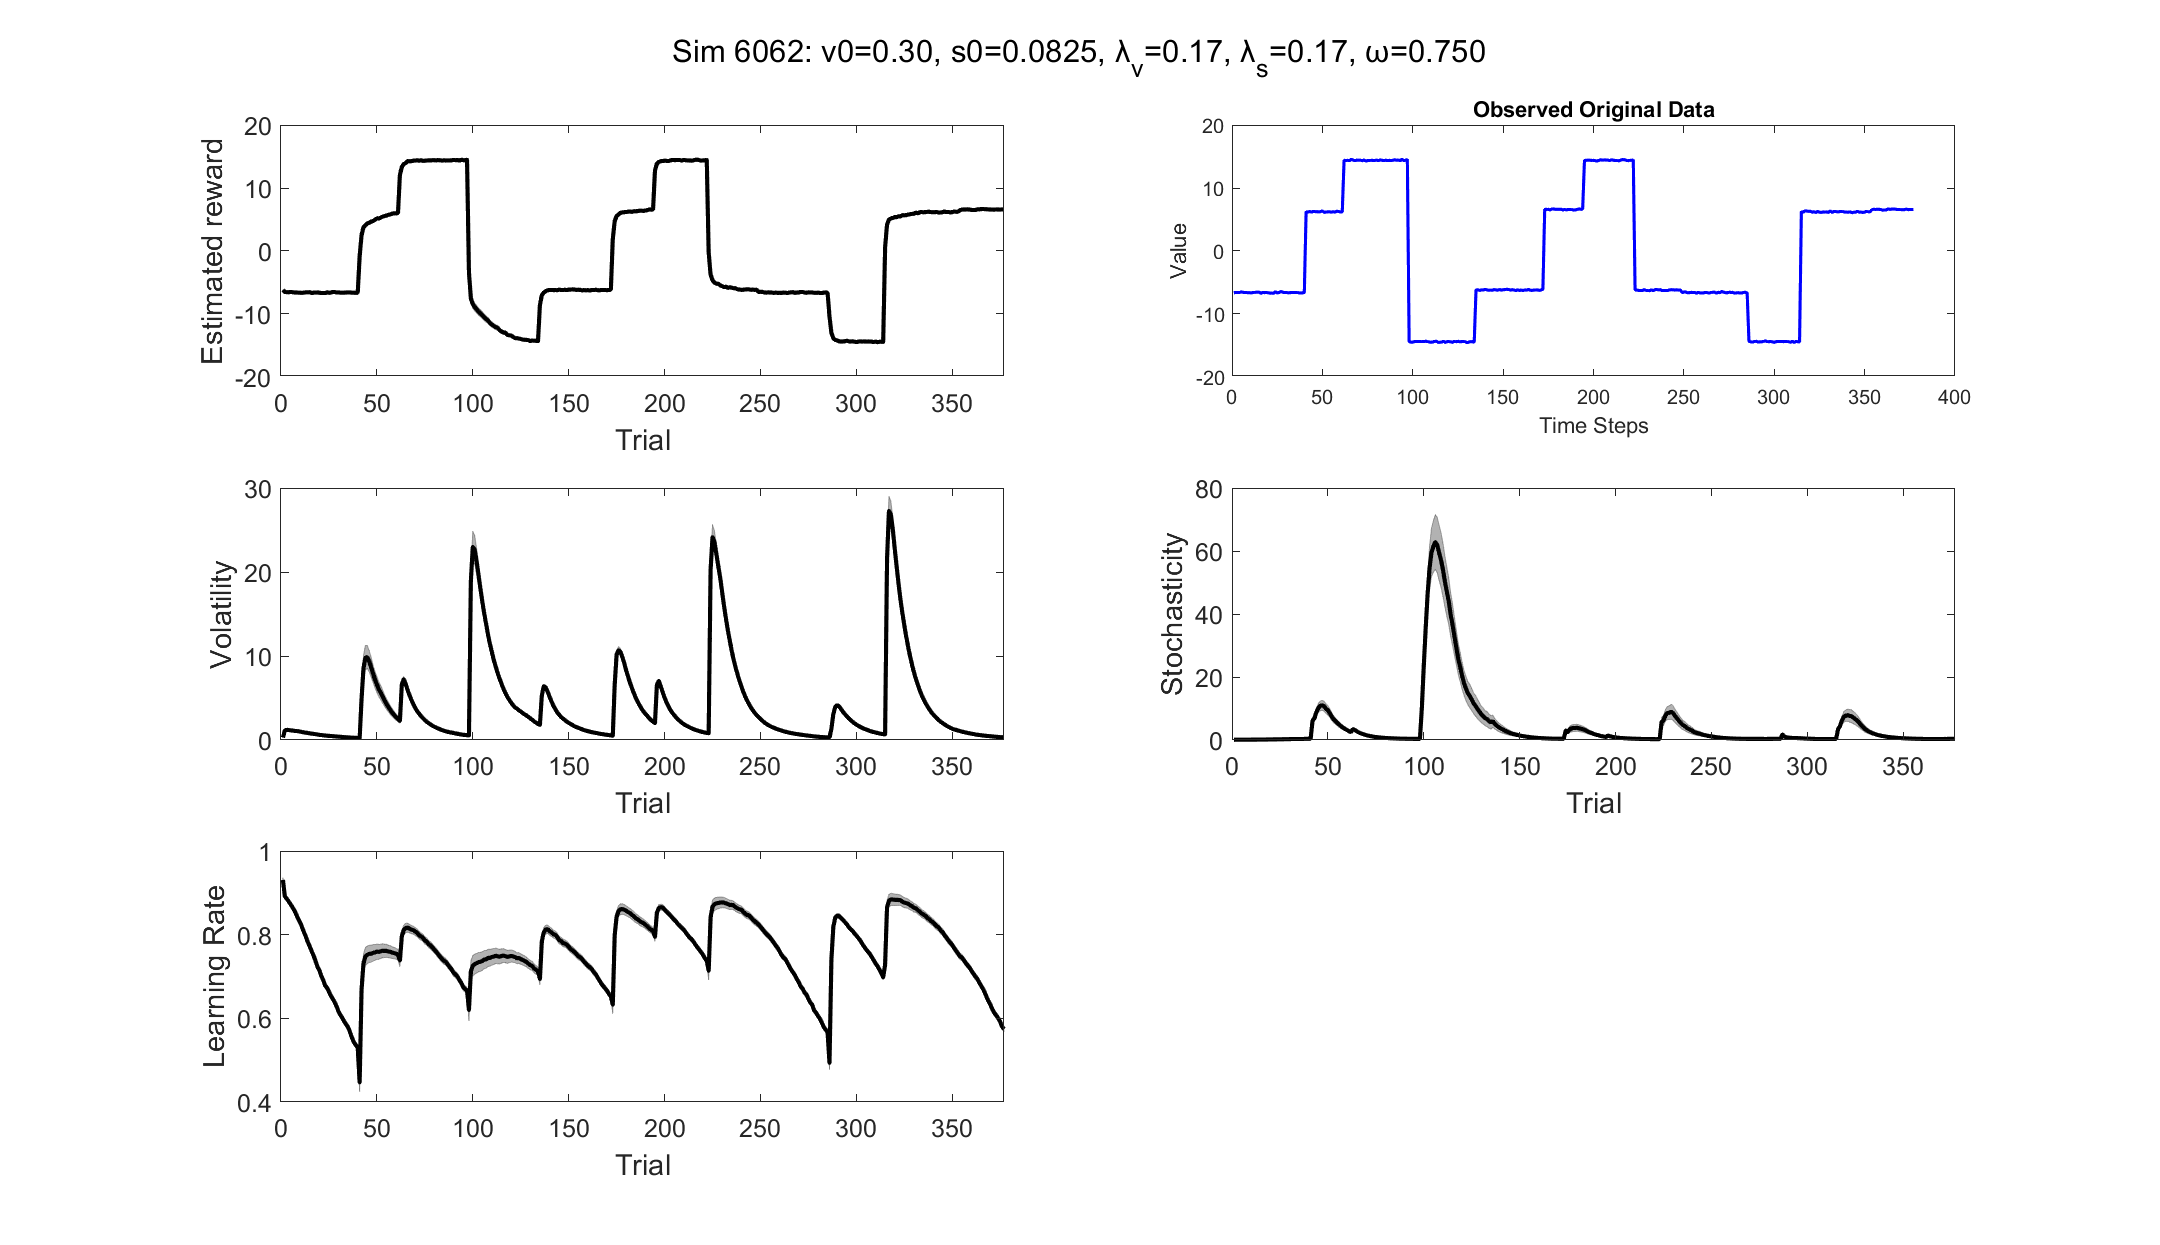 Sim 6062: v0=0.30, s0=0.0825, λ_v=0.17, λ_s=0.17, ω=0.750
Estimated reward
20
10
0
-10
-20
0 50 100 150 200 250 300 350
Trial
Observed Original Data
Value
20
10
0
-10
-20
0 50 100 150 200 250 300 350 400
Time Steps
Volatility
30
20
10
0
0 50 100 150 200 250 300 350
Trial
Stochasticity
80
60
40
20
0
0 50 100 150 200 250 300 350
Trial
Learning Rate
1
0.8
0.6
0.4
0 50 100 150 200 250 300 350
Trial